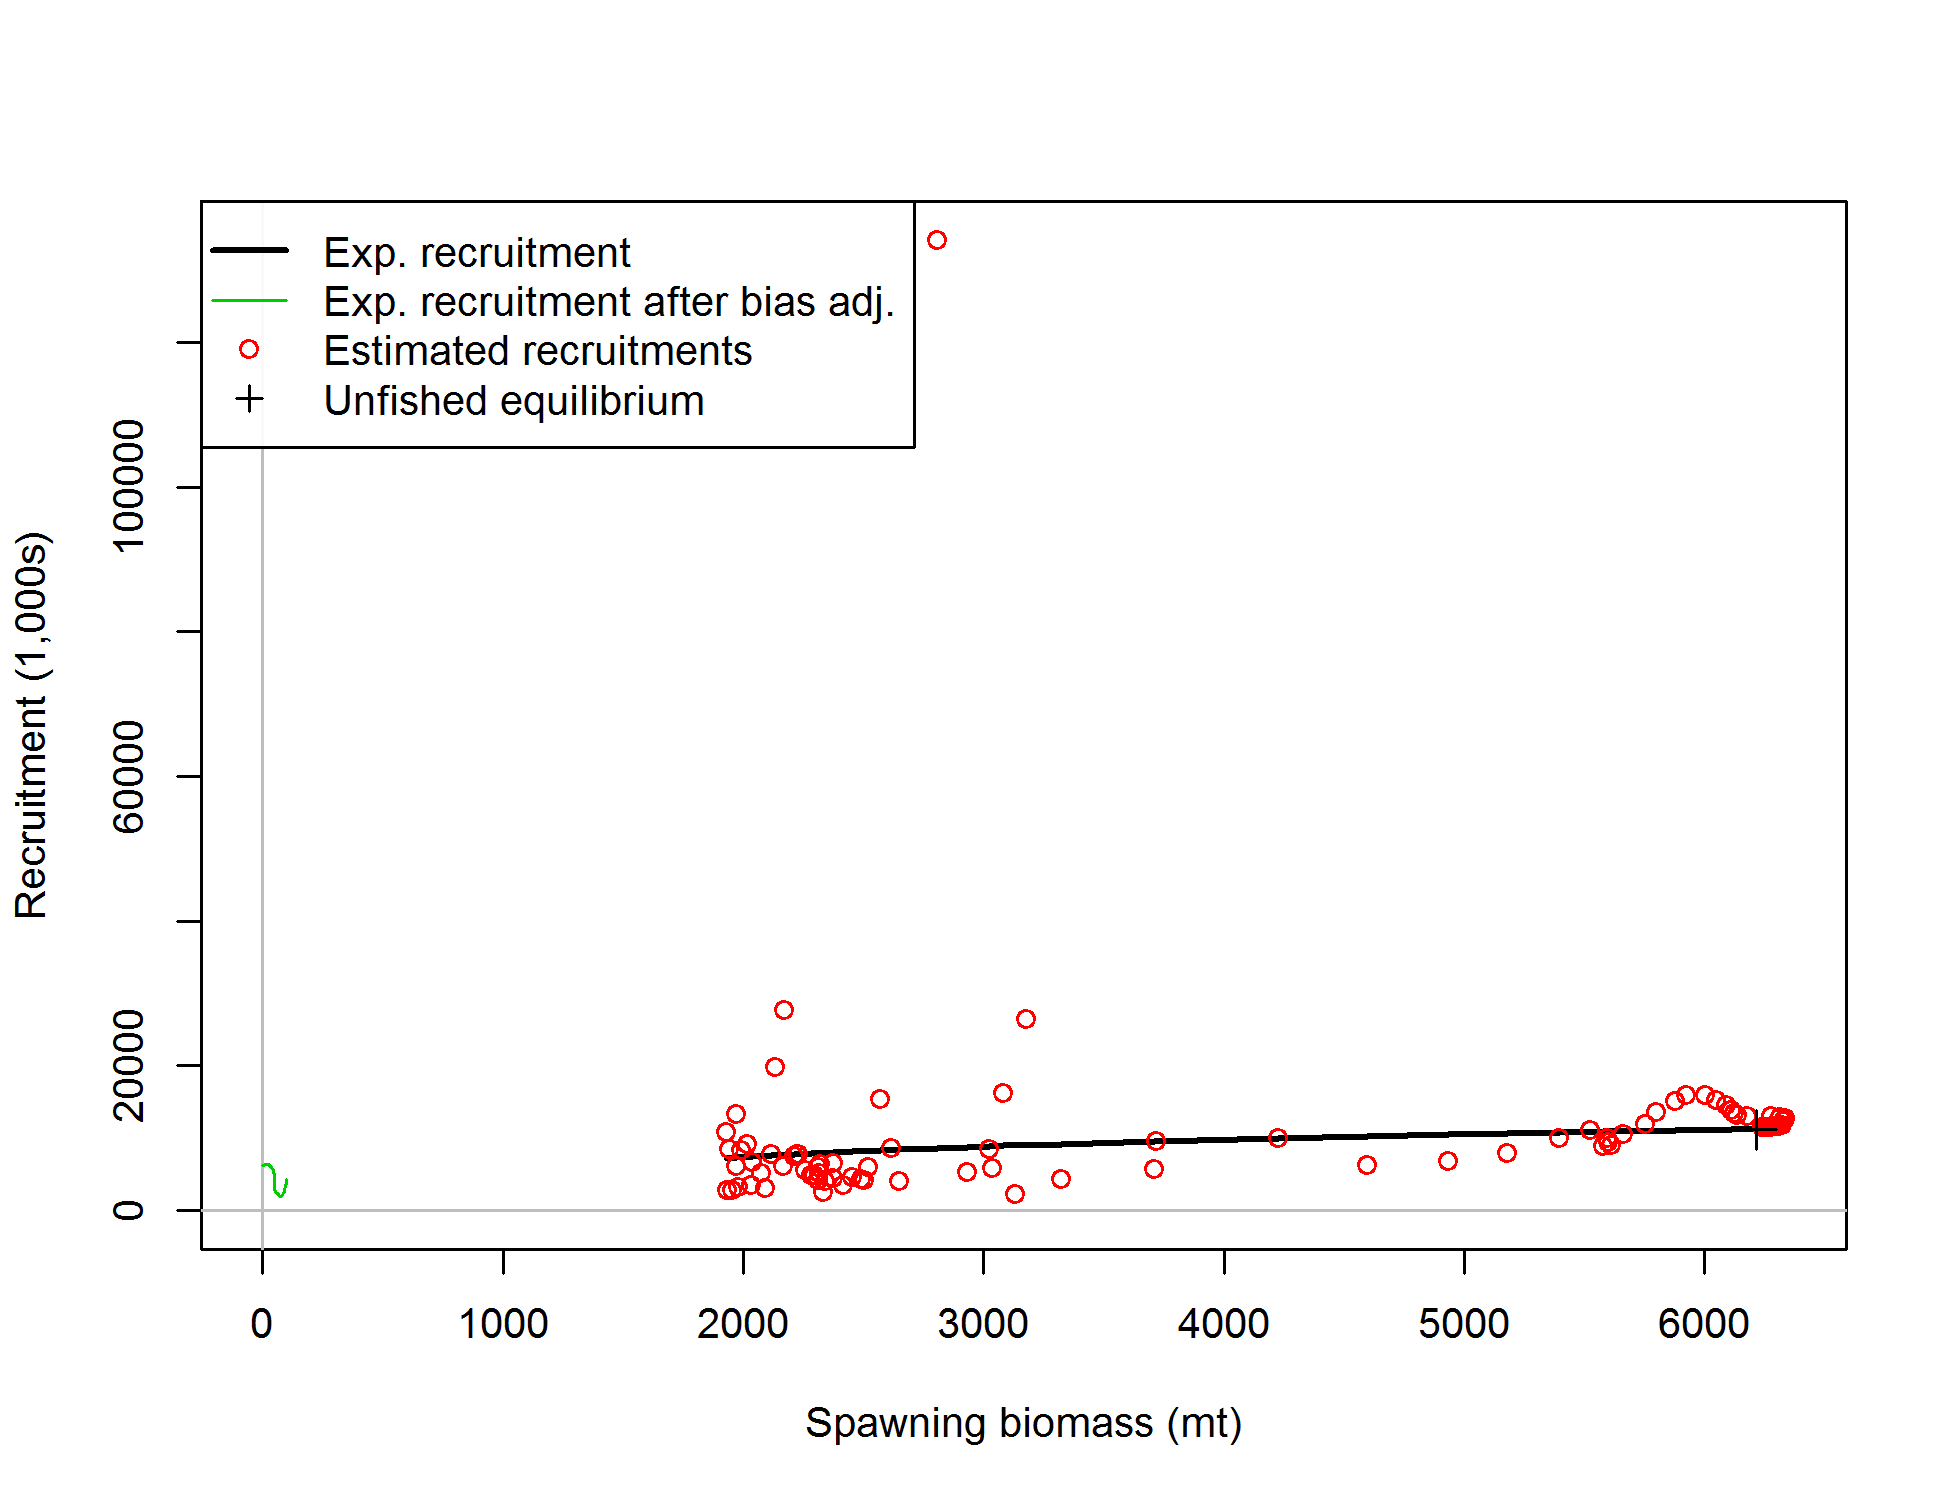 Exp. recruitment
Exp. recruitment after bias adj.
Estimated recruitments
Unfished equilibrium
Recruitment (1,000s)
100000
60000
20000
0
0 1000 2000 3000 4000 5000 6000
Spawning biomass (mt)